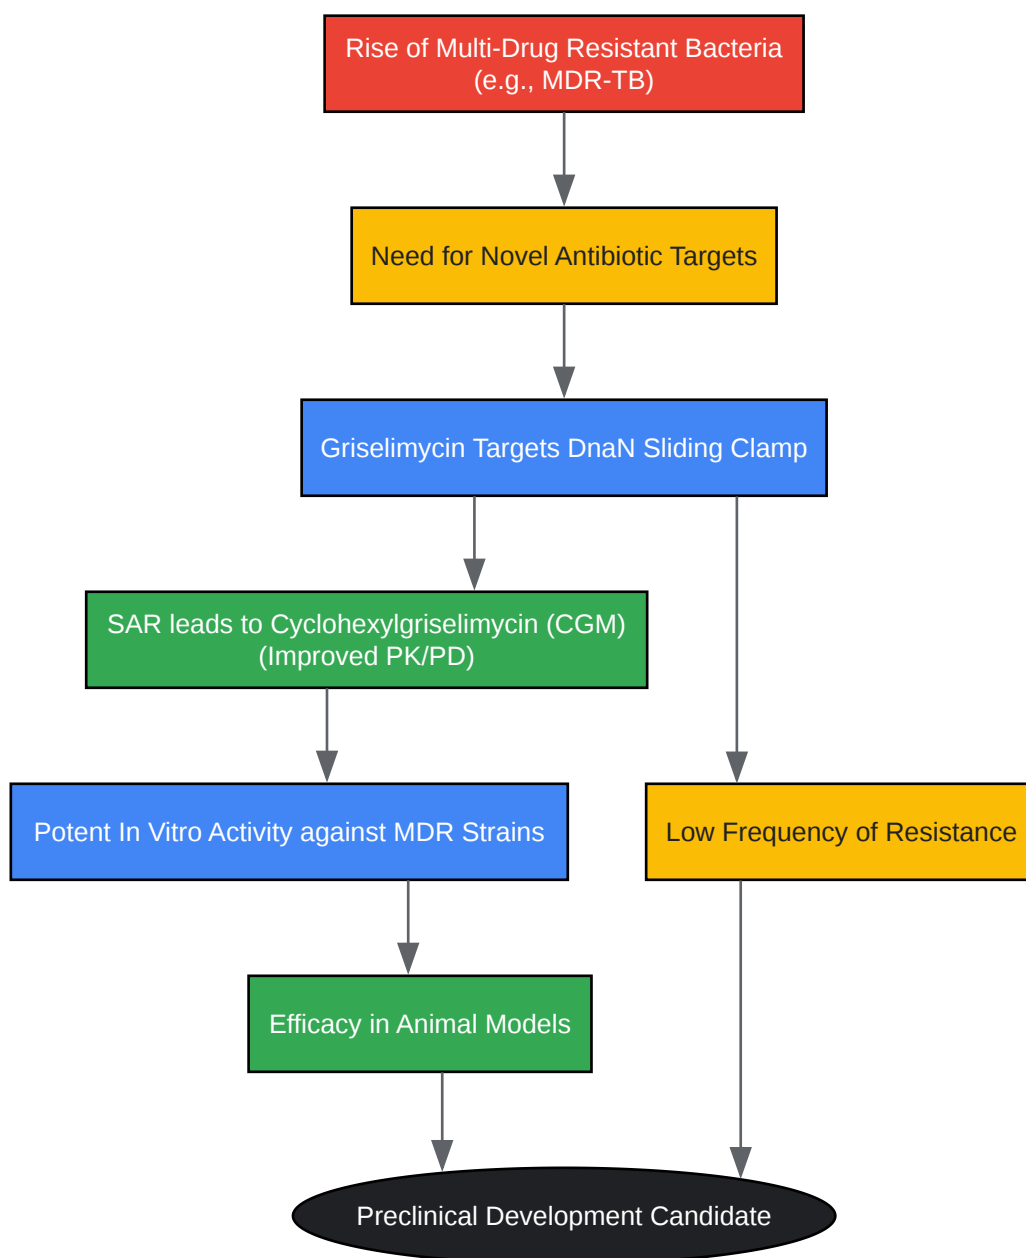 Rise of Multi-Drug Resistant Bacteria
(e.g., MDR-TB)
Need for Novel Antibiotic Targets
Griselimycin Targets DnaN Sliding Clamp
SAR leads to Cyclohexylgriselimycin (CGM)
(Improved PK/PD)
Potent In Vitro Activity against MDR Strains
Low Frequency of Resistance
Efficacy in Animal Models
Preclinical Development Candidate